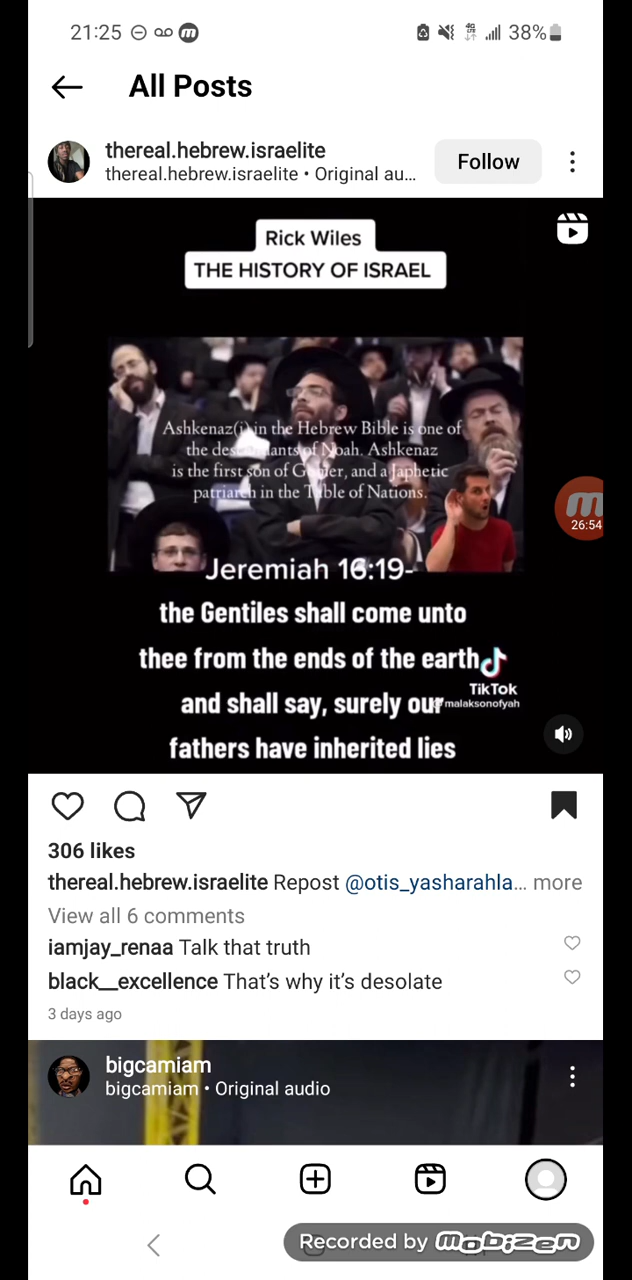 21:25
38%
All Posts
thereal.hebrew.israelite
thereal.hebrew.israelite • Original au...
Follow
Rick Wiles
THE HISTORY OF ISRAEL
Ashkenaz(i) in the Hebrew Bible is one of
the descendants of Noah. Ashkenaz
is the first son of Gomer, and a Japhetic
patriarch in the Table of Nations.
26:54
Jeremiah 16:19-
the Gentiles shall come unto
thee from the ends of the earth
and shall say, surely our
fathers have inherited lies
TikTok
malaksonofyah
306 likes
thereal.hebrew.israelite Repost @otis_yasharahla... more
View all 6 comments
iamjay_renaa Talk that truth
black__excellence That's why it's desolate
3 days ago
bigcamiam
bigcamiam • Original audio
Recorded by mobizen